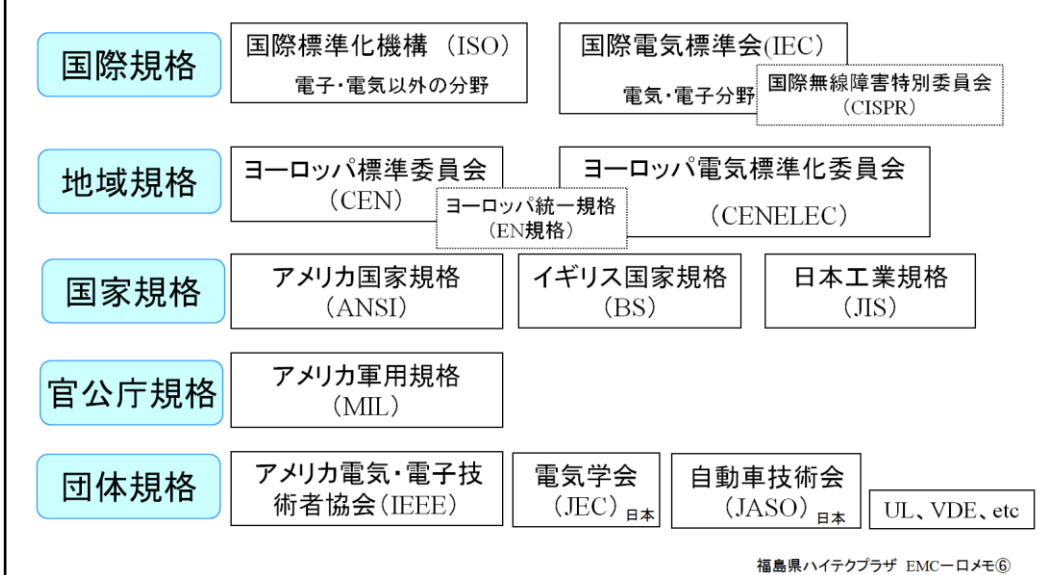 国際規格
国際標準化機構 （ISO）
電子・電気以外の分野
国際電気標準会(IEC）
電気・電子分野
国際無線障害特別委員会
（CISPR）
地域規格
ヨーロッパ標準委員会
（CEN）
ヨーロッパ統一規格
（EN規格）
ヨーロッパ電気標準化委員会
（CENELEC）
国家規格
アメリカ国家規格
（ANSI）
イギリス国家規格
（BS）
日本工業規格
（JIS）
官公庁規格
アメリカ軍用規格
（MIL）
団体規格
アメリカ電気・電子技
術者協会（IEEE）
電気学会
（JEC）日本
自動車技術会
（JASO）日本
UL、VDE、etc
福島県ハイテクプラザ EMC一口メモ⑥